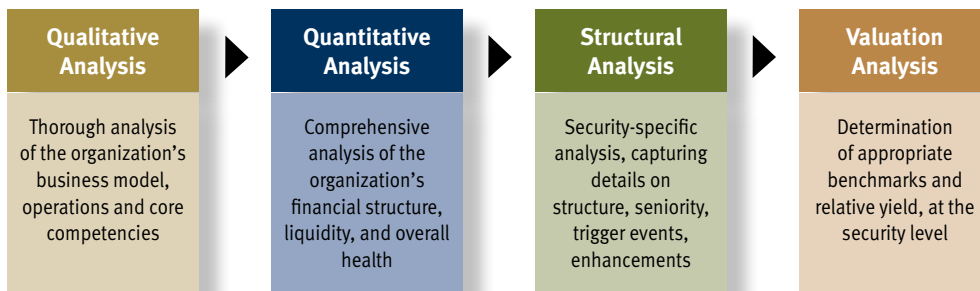 Qualitative
Analysis
Thorough analysis
of the organization's
business model,
operations and core
competencies
Quantitative
Analysis
Comprehensive
analysis of the
organization's
financial structure,
liquidity, and overall
health
Structural
Analysis
Security-specific
analysis, capturing
details on
structure, seniority,
trigger events,
enhancements
Valuation
Analysis
Determination
of appropriate
benchmarks and
relative yield, at the
security level